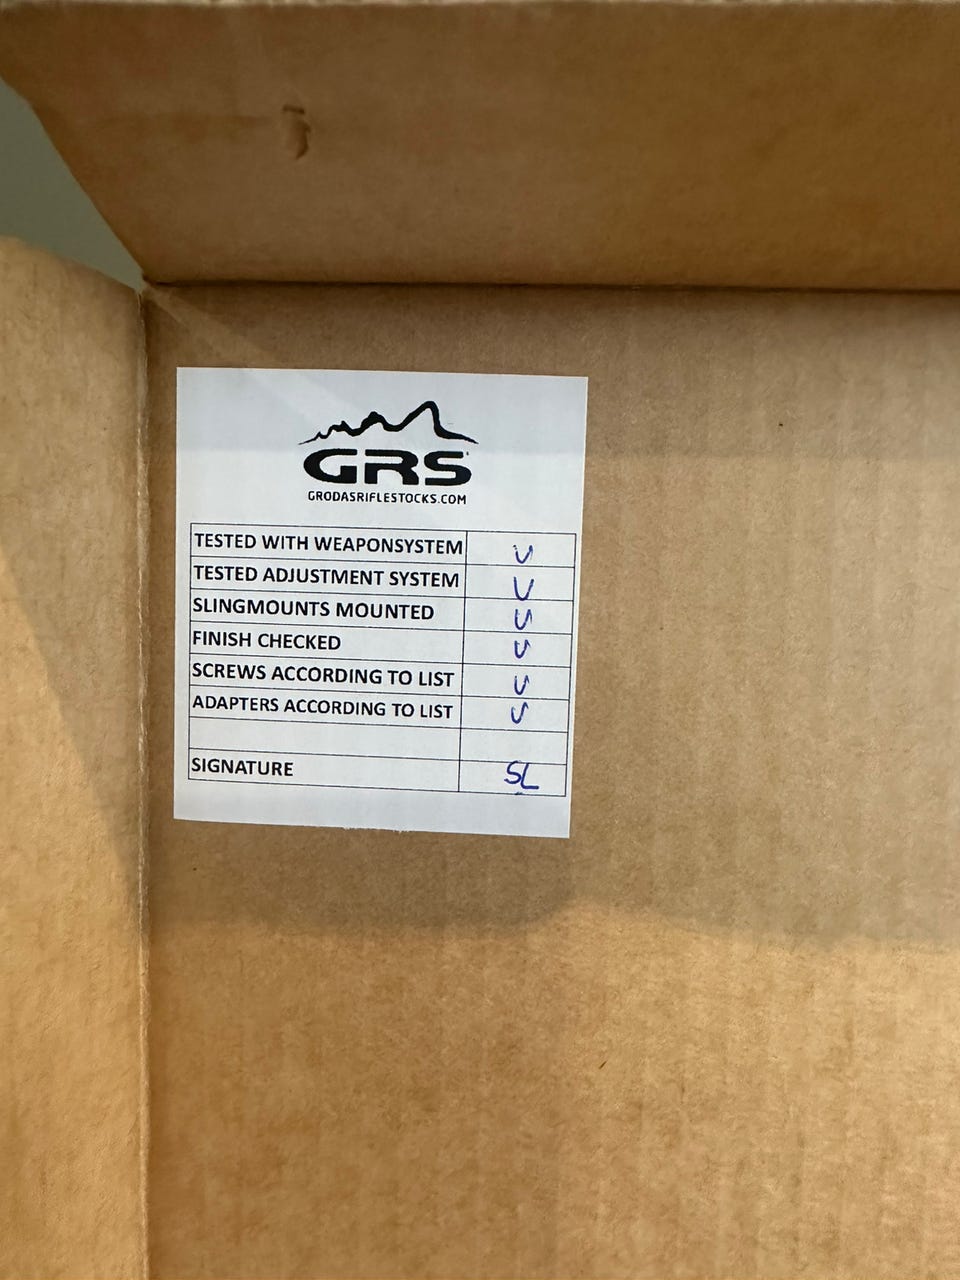 GRS
GRODASRIFLESTOCKS.COM
TESTED WITH WEAPONSYSTEM V
TESTED ADJUSTMENT SYSTEM V
SLINGMOUNTS MOUNTED V
FINISH CHECKED V
SCREWS ACCORDING TO LIST V
ADAPTERS ACCORDING TO LIST V
SIGNATURE SL